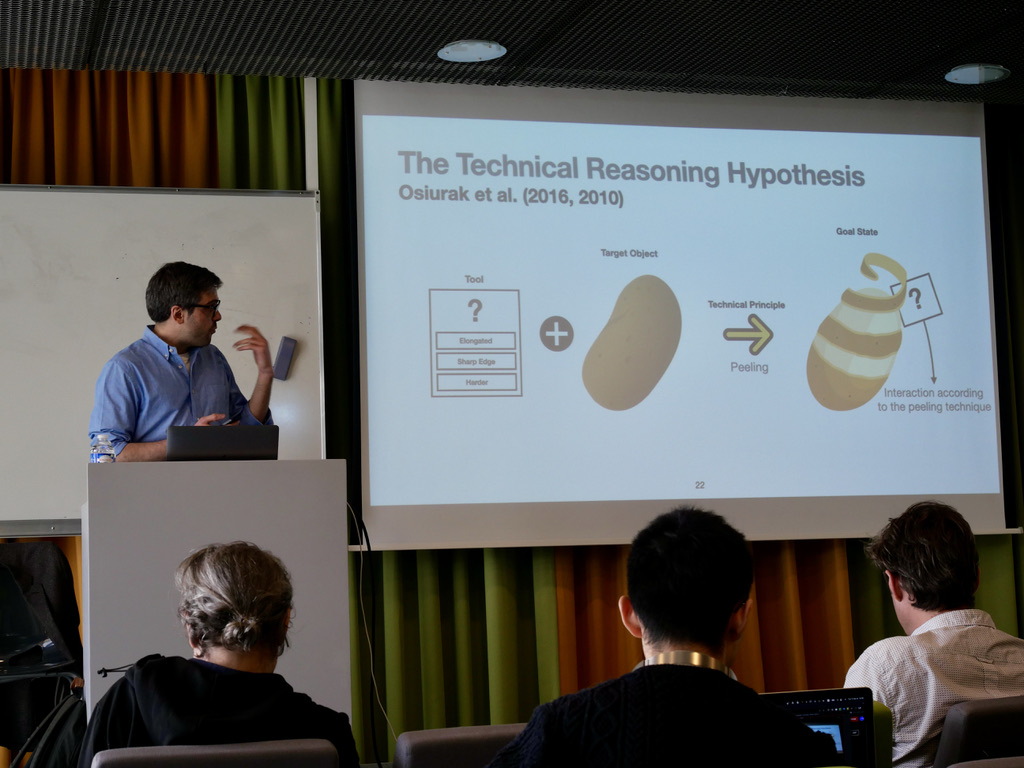 The Technical Reasoning Hypothesis
Osiurak et al. (2016, 2010)
Tool
?
Elongated
Sharp Edge
Harder
Target Object
Technical Principle
Peeling
Goal State
?
Interaction according
to the peeling technique
22